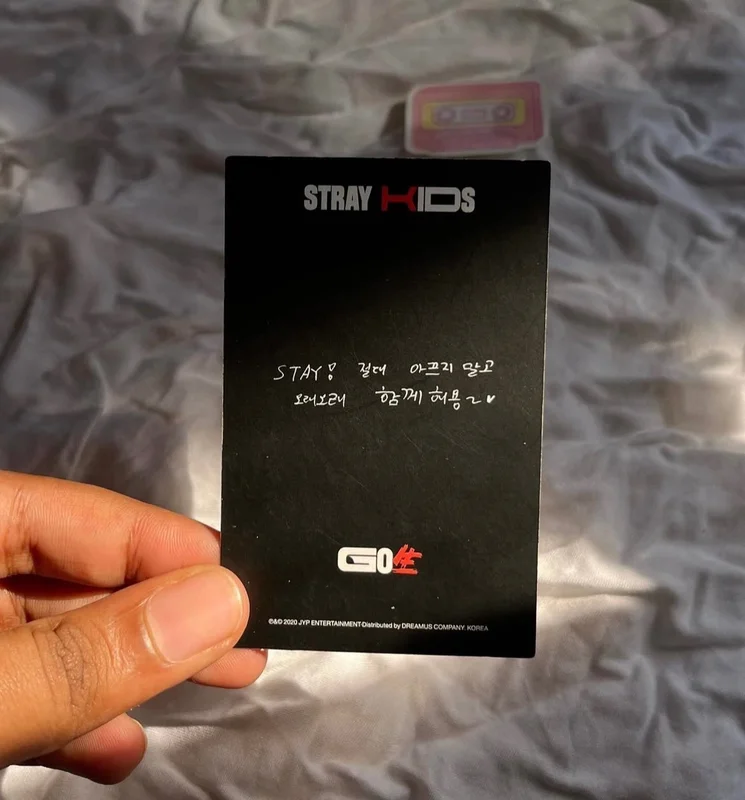 STRAY KIDS
STAY! 절대 아프지 말고
오래오래 함께해용~♥
GO生
℗&© 2020 JYP ENTERTAINMENT·Distributed by DREAMUS COMPANY. KOREA